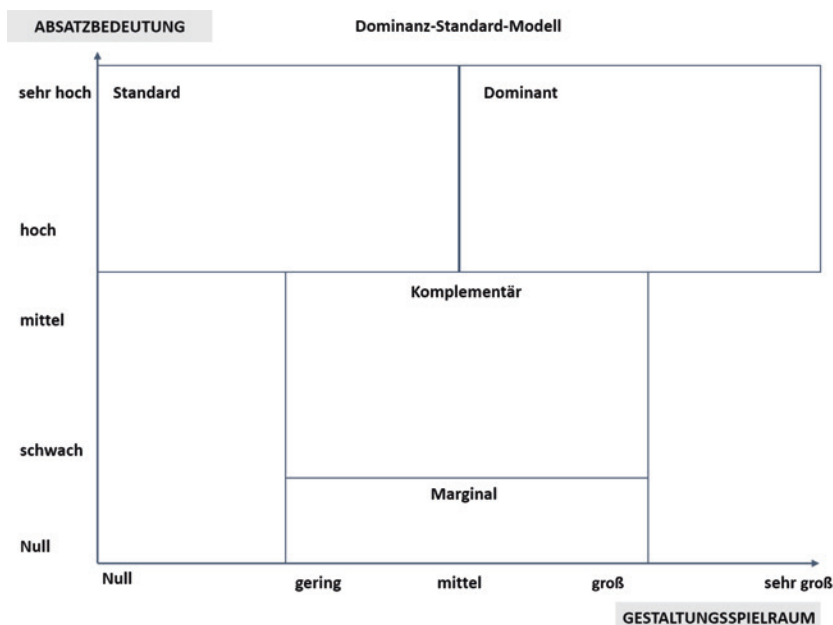 ABSATZBEDEUTUNG
Dominanz-Standard-Modell
sehr hoch
Standard
Dominant
hoch
Komplementär
mittel
schwach
Marginal
Null
Null
gering
mittel
groß
sehr groß
GESTALTUNGSSPIELRAUM